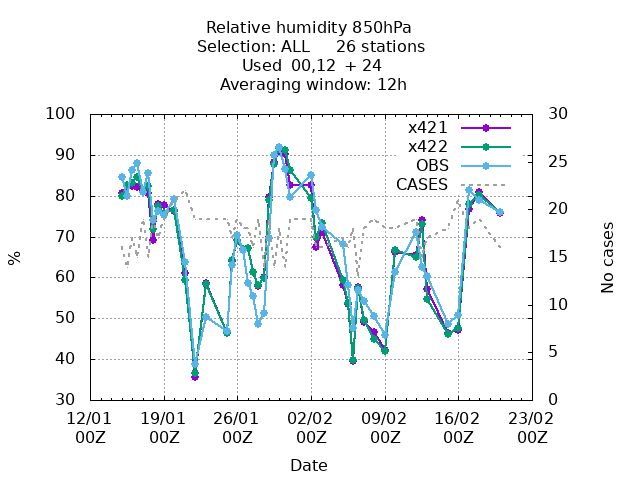 Relative humidity 850hPa
Selection: ALL 26 stations
Used 00,12 + 24
Averaging window: 12h
100
90
80
70
60
50
40
30
%
30
25
20
15
10
5
0
No cases
x421
x422
OBS
CASES
12/01 19/01 26/01 02/02 09/02 16/02 23/02
00Z 00Z 00Z 00Z 00Z 00Z 00Z
Date